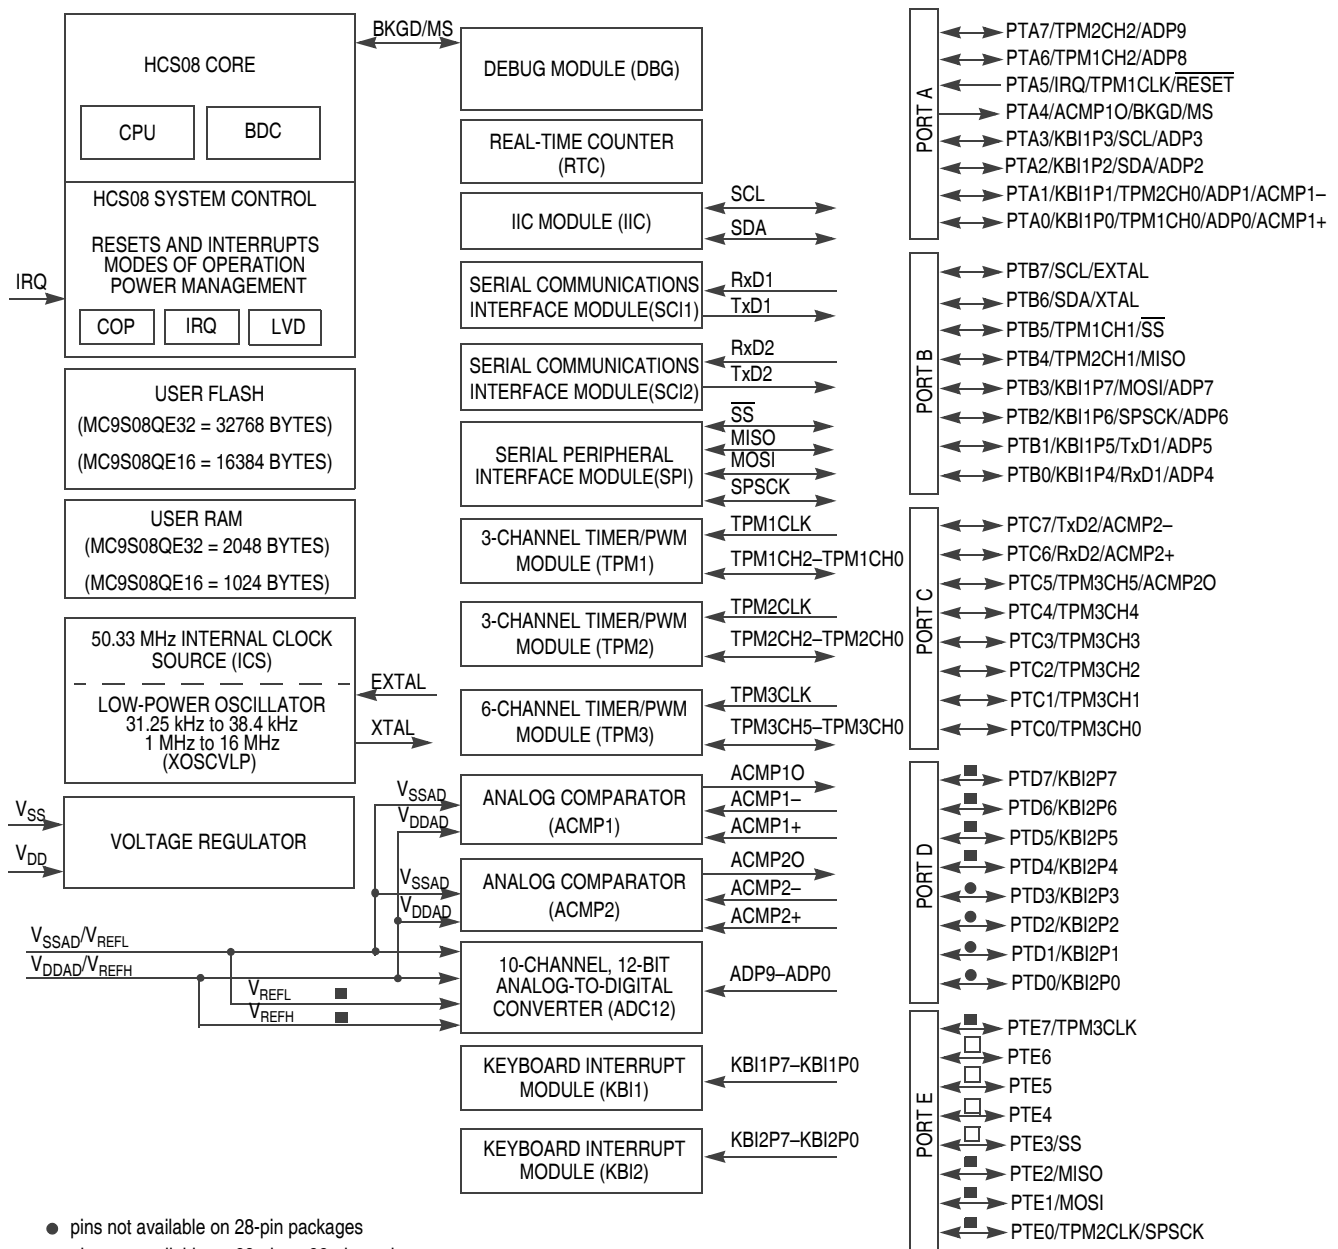 HCS08 CORE
CPU
BDC
HCS08 SYSTEM CONTROL
RESETS AND INTERRUPTS
MODES OF OPERATION
POWER MANAGEMENT
COP
IRQ
LVD
IRQ
USER FLASH
(MC9S08QE32 = 32768 BYTES)
(MC9S08QE16 = 16384 BYTES)
USER RAM
(MC9S08QE32 = 2048 BYTES)
(MC9S08QE16 = 1024 BYTES)
50.33 MHz INTERNAL CLOCK
SOURCE (ICS)
LOW-POWER OSCILLATOR
31.25 kHz to 38.4 kHz
1 MHz to 16 MHz
(XOSCVLP)
EXTAL
XTAL
VSS
VDD
VOLTAGE REGULATOR
VSSAD/VREFL
VDDAD/VREFH
VREFL
VREFH
BKGD/MS
DEBUG MODULE (DBG)
REAL-TIME COUNTER
(RTC)
IIC MODULE (IIC)
SCL
SDA
SERIAL COMMUNICATIONS
INTERFACE MODULE(SCI1)
RxD1
TxD1
SERIAL COMMUNICATIONS
INTERFACE MODULE(SCI2)
RxD2
TxD2
SERIAL PERIPHERAL
INTERFACE MODULE(SPI)
SS
MISO
MOSI
SPSCK
3-CHANNEL TIMER/PWM
MODULE (TPM1)
TPM1CLK
TPM1CH2–TPM1CH0
3-CHANNEL TIMER/PWM
MODULE (TPM2)
TPM2CLK
TPM2CH2–TPM2CH0
6-CHANNEL TIMER/PWM
MODULE (TPM3)
TPM3CLK
TPM3CH5–TPM3CH0
VSSAD
VDDAD
ANALOG COMPARATOR
(ACMP1)
ACMP1O
ACMP1–
ACMP1+
VSSAD
VDDAD
ANALOG COMPARATOR
(ACMP2)
ACMP2O
ACMP2–
ACMP2+
10-CHANNEL, 12-BIT
ANALOG-TO-DIGITAL
CONVERTER (ADC12)
ADP9–ADP0
KEYBOARD INTERRUPT
MODULE (KBI1)
KBI1P7–KBI1P0
KEYBOARD INTERRUPT
MODULE (KBI2)
KBI2P7–KBI2P0
PORT A
PTA7/TPM2CH2/ADP9
PTA6/TPM1CH2/ADP8
PTA5/IRQ/TPM1CLK/RESET
PTA4/ACMP1O/BKGD/MS
PTA3/KBI1P3/SCL/ADP3
PTA2/KBI1P2/SDA/ADP2
PTA1/KBI1P1/TPM2CH0/ADP1/ACMP1–
PTA0/KBI1P0/TPM1CH0/ADP0/ACMP1+
PORT B
PTB7/SCL/EXTAL
PTB6/SDA/XTAL
PTB5/TPM1CH1/SS
PTB4/TPM2CH1/MISO
PTB3/KBI1P7/MOSI/ADP7
PTB2/KBI1P6/SPSCK/ADP6
PTB1/KBI1P5/TxD1/ADP5
PTB0/KBI1P4/RxD1/ADP4
PORT C
PTC7/TxD2/ACMP2–
PTC6/RxD2/ACMP2+
PTC5/TPM3CH5/ACMP2O
PTC4/TPM3CH4
PTC3/TPM3CH3
PTC2/TPM3CH2
PTC1/TPM3CH1
PTC0/TPM3CH0
PORT D
PTD7/KBI2P7
PTD6/KBI2P6
PTD5/KBI2P5
PTD4/KBI2P4
PTD3/KBI2P3
PTD2/KBI2P2
PTD1/KBI2P1
PTD0/KBI2P0
PORT E
PTE7/TPM3CLK
PTE6
PTE5
PTE4
PTE3/SS
PTE2/MISO
PTE1/MOSI
PTE0/TPM2CLK/SPSCK
● pins not available on 28-pin packages